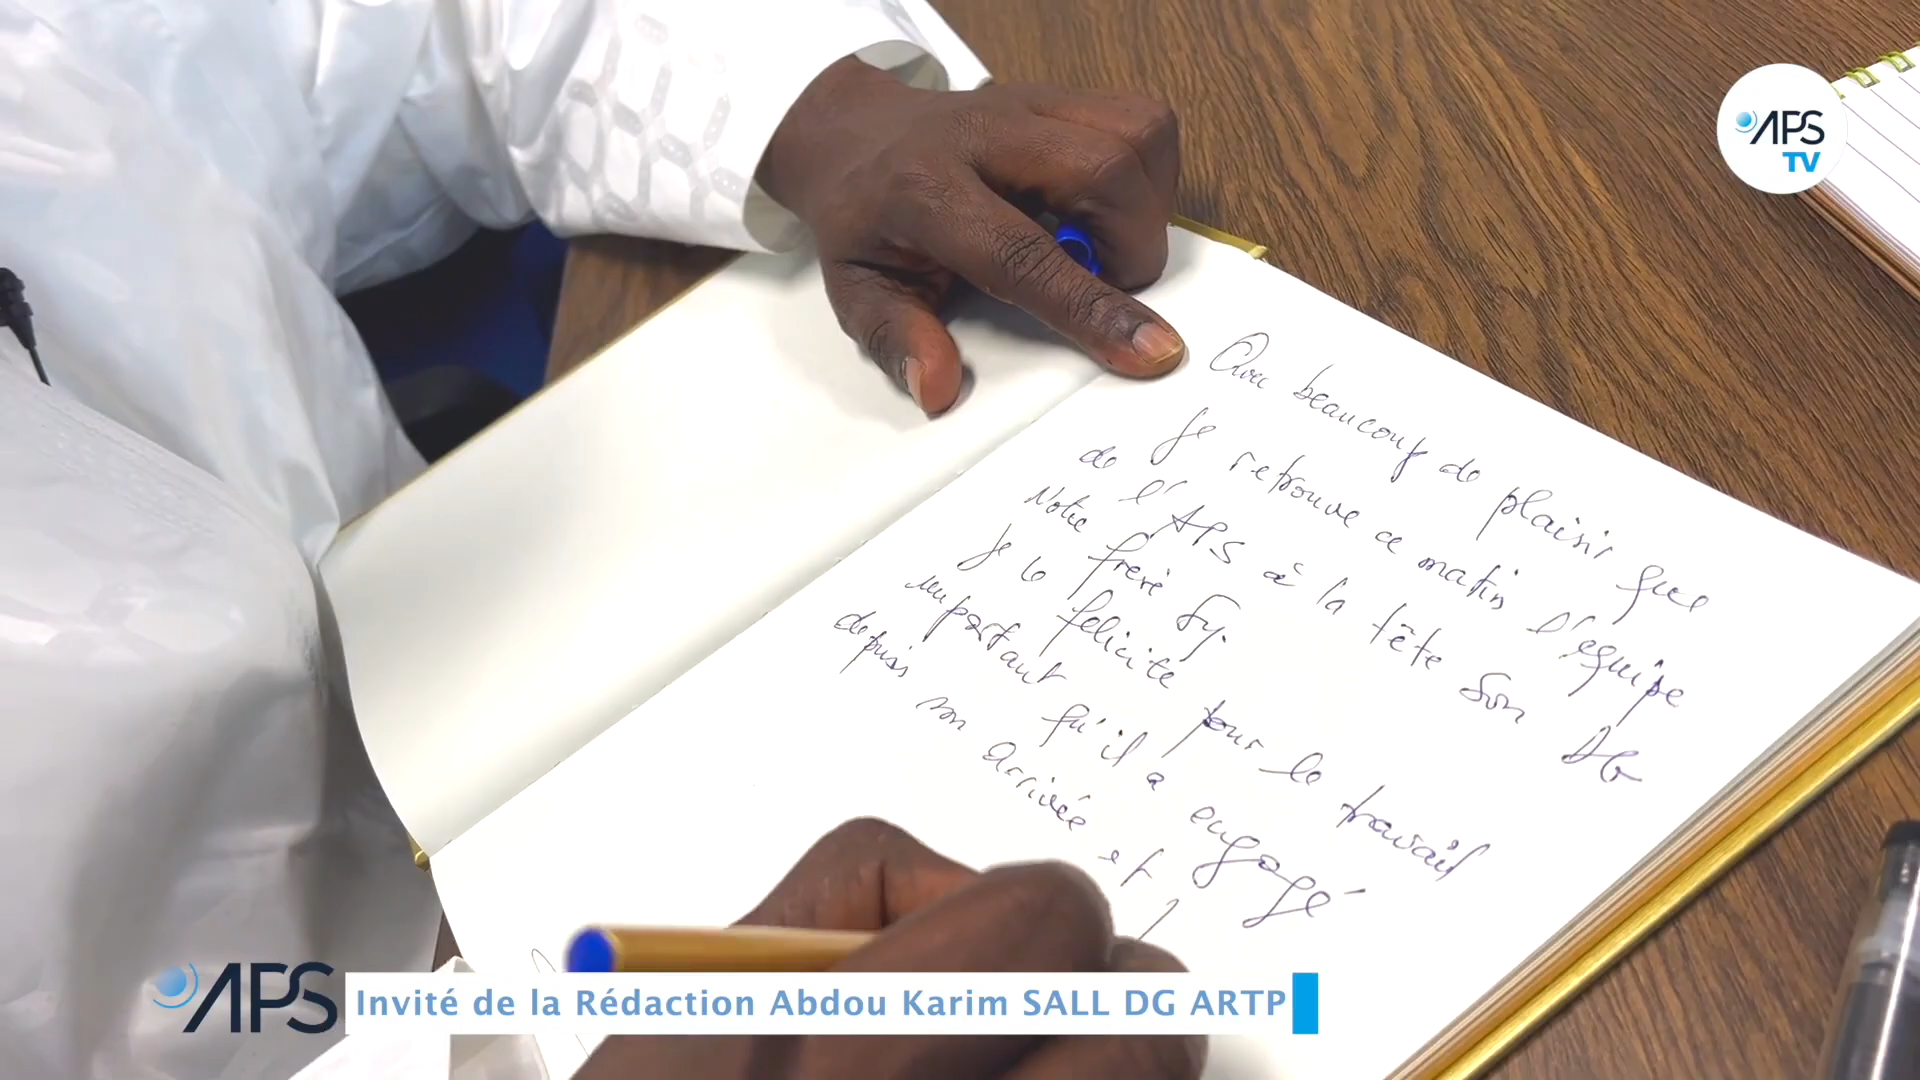 APS
TV
Avec beaucoup de plaisir que
je retrouve ce matin l'équipe
de l'APS à la tête son DG
Notre frère Sy.
je le félicite pour le travail
important qu'il a engagé
depuis son arrivée et
APS
Invité de la Rédaction Abdou Karim SALL DG ARTP